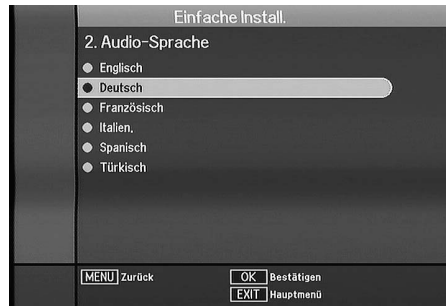 Einfache Install.
2. Audio-Sprache
Englisch
Deutsch
Französisch
Italien.
Spanisch
Türkisch
MENU Zurück OK Bestätigen
EXIT Hauptmenü